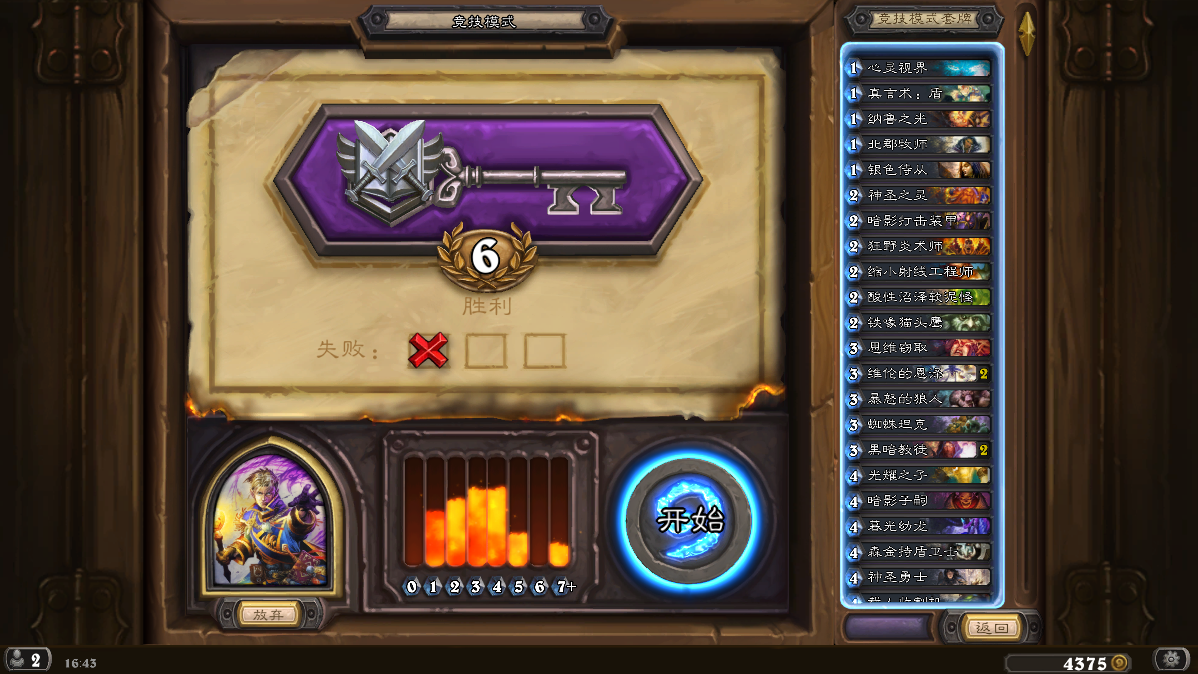 竞技模式
6
胜利
失败：
0 1 2 3 4 5 6 7+
开始
放弃
竞技模式套牌
1 心灵视界
1 真言术：盾
1 纳鲁之光
1 北郡牧师
1 银色侍从
2 神圣之灵
2 暗影打击装甲
2 狂野炎术师
2 缩小射线工程师
2 酸性沼泽软泥怪
2 铁喙猫头鹰
3 思维窃取
3 维伦的恩泽 2
3 暴怒的狼人
3 蜘蛛坦克
3 黑暗教徒 2
4 光耀之子
4 暗影子嗣
4 暮光幼龙
4 森金持盾卫士
4 神圣勇士
返回
2
16:43
4375